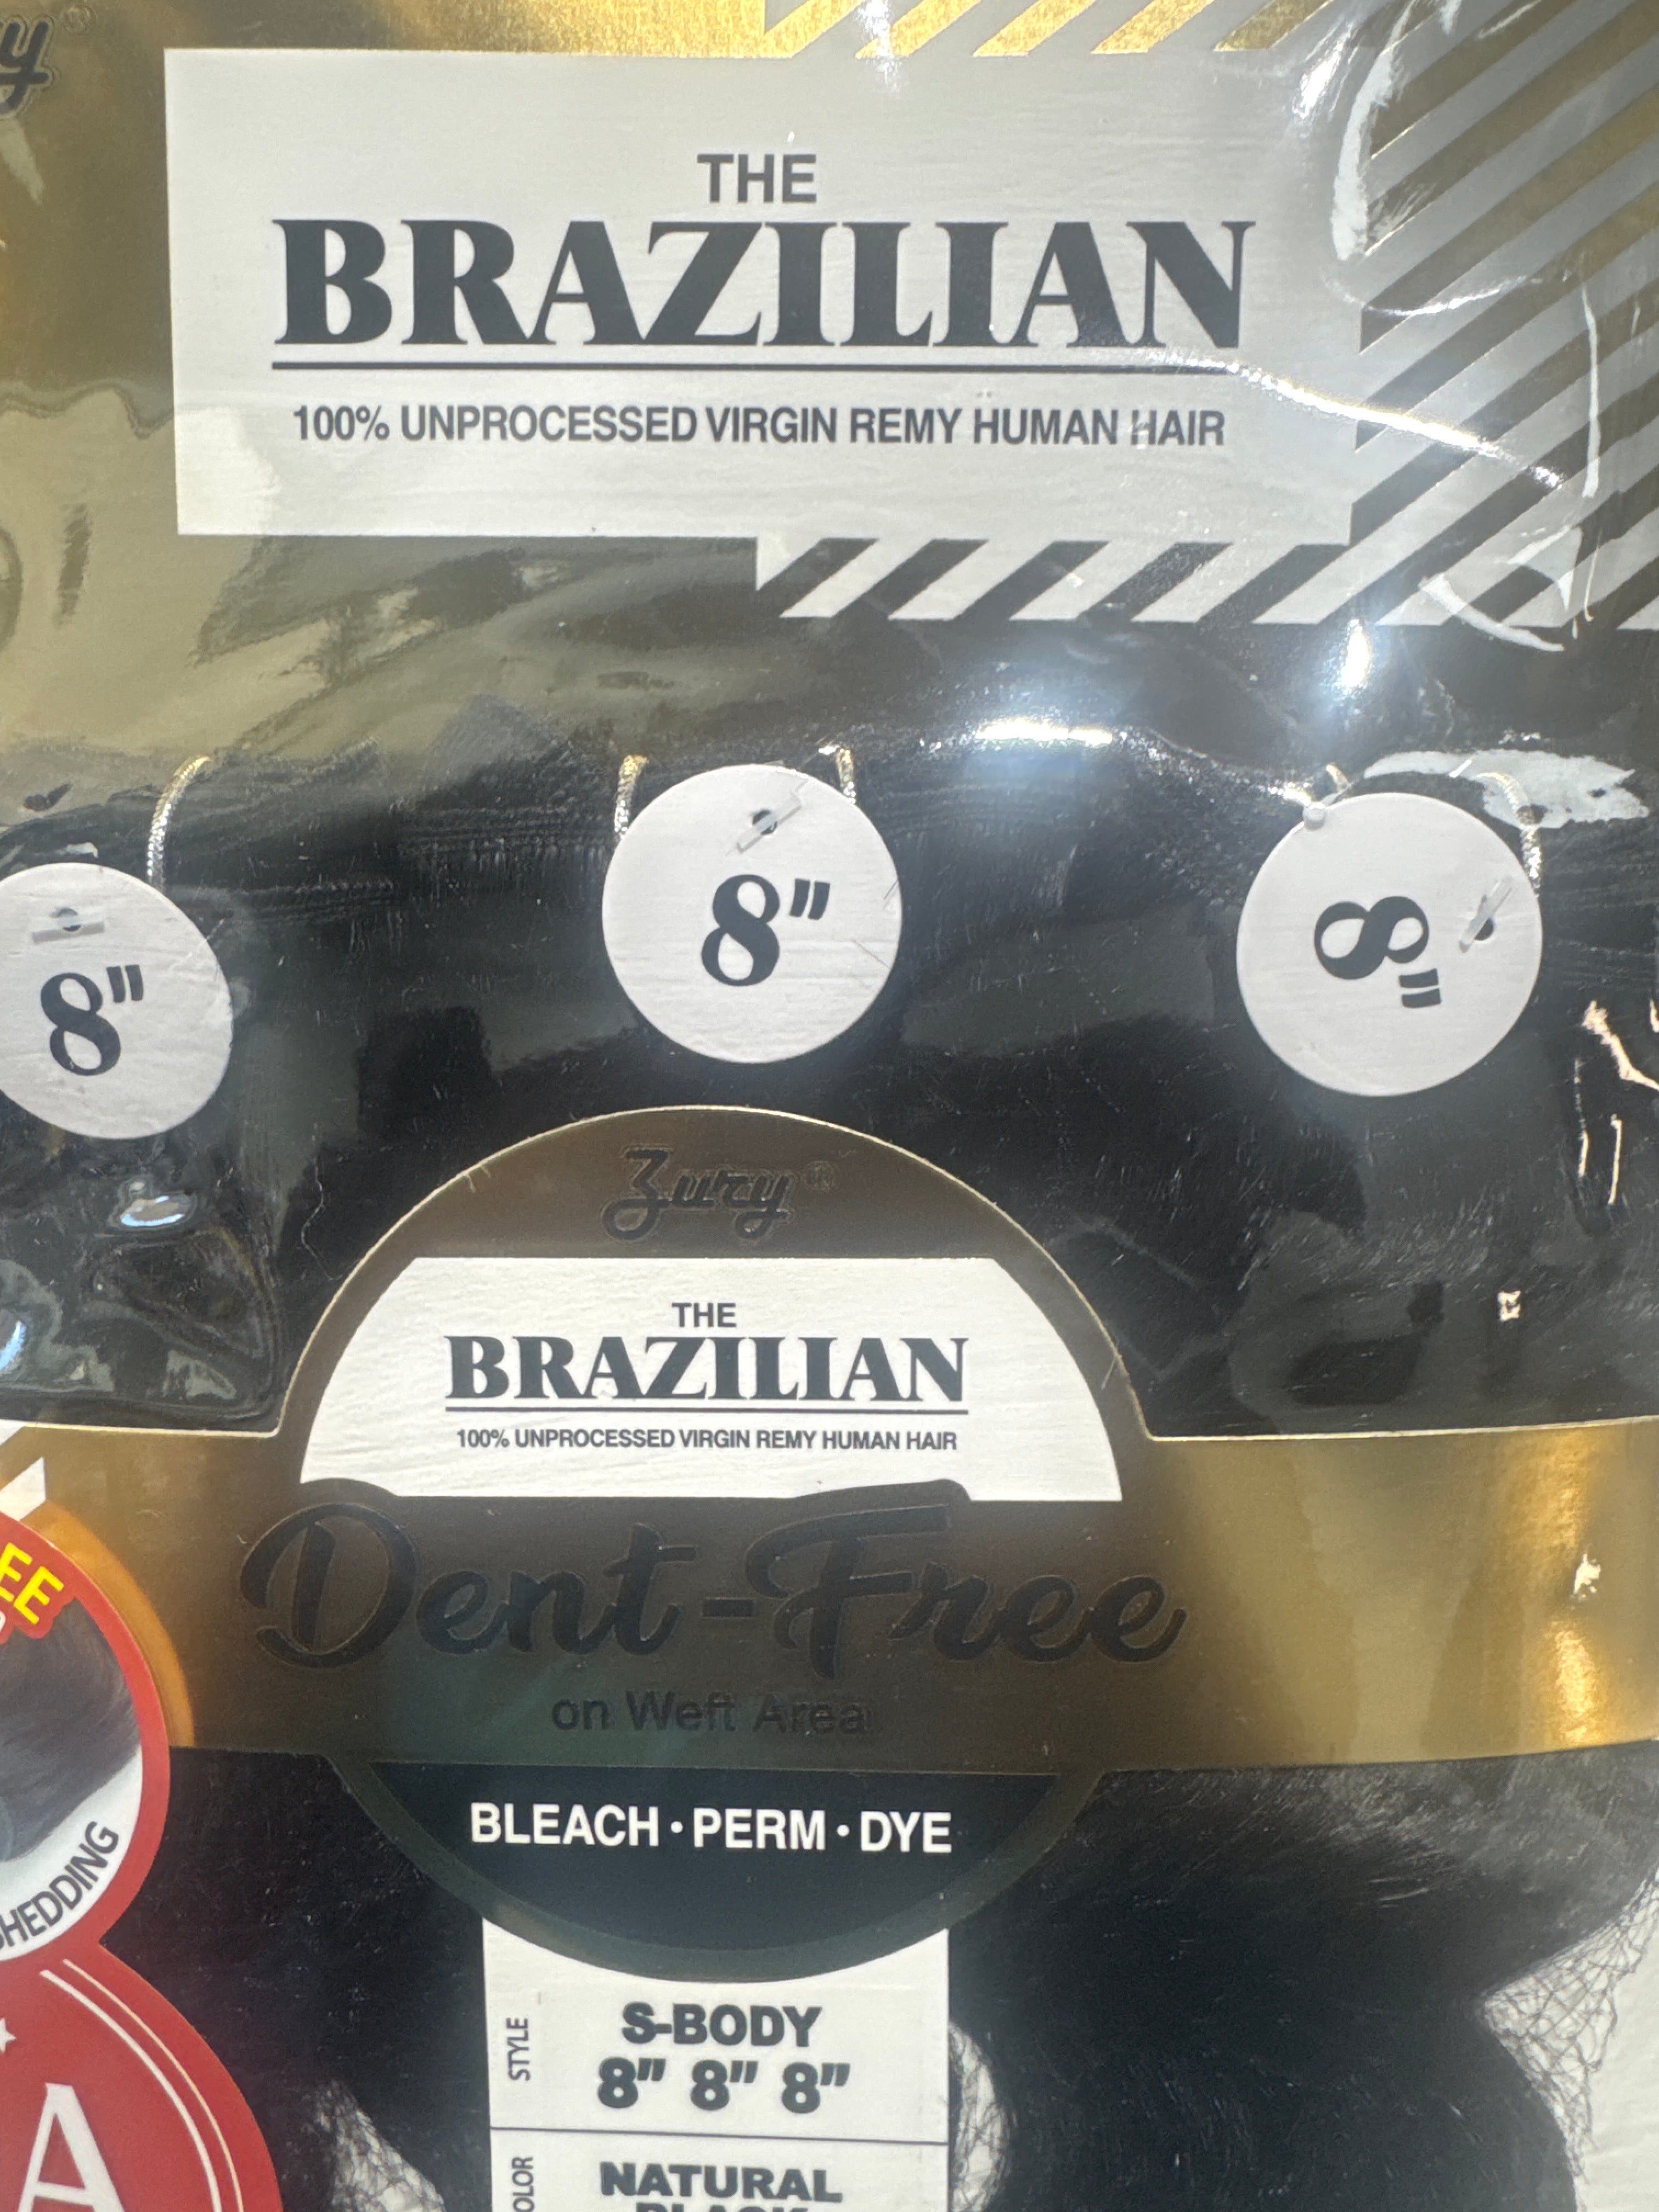 THE
BRAZILIAN
100% UNPROCESSED VIRGIN REMY HUMAN HAIR
8"
8"
8"
Zury®
THE
BRAZILIAN
100% UNPROCESSED VIRGIN REMY HUMAN HAIR
Dent-Free
on Weft Area
BLEACH • PERM • DYE
STYLE
S-BODY
8" 8" 8"
NATURAL
BLACK
A